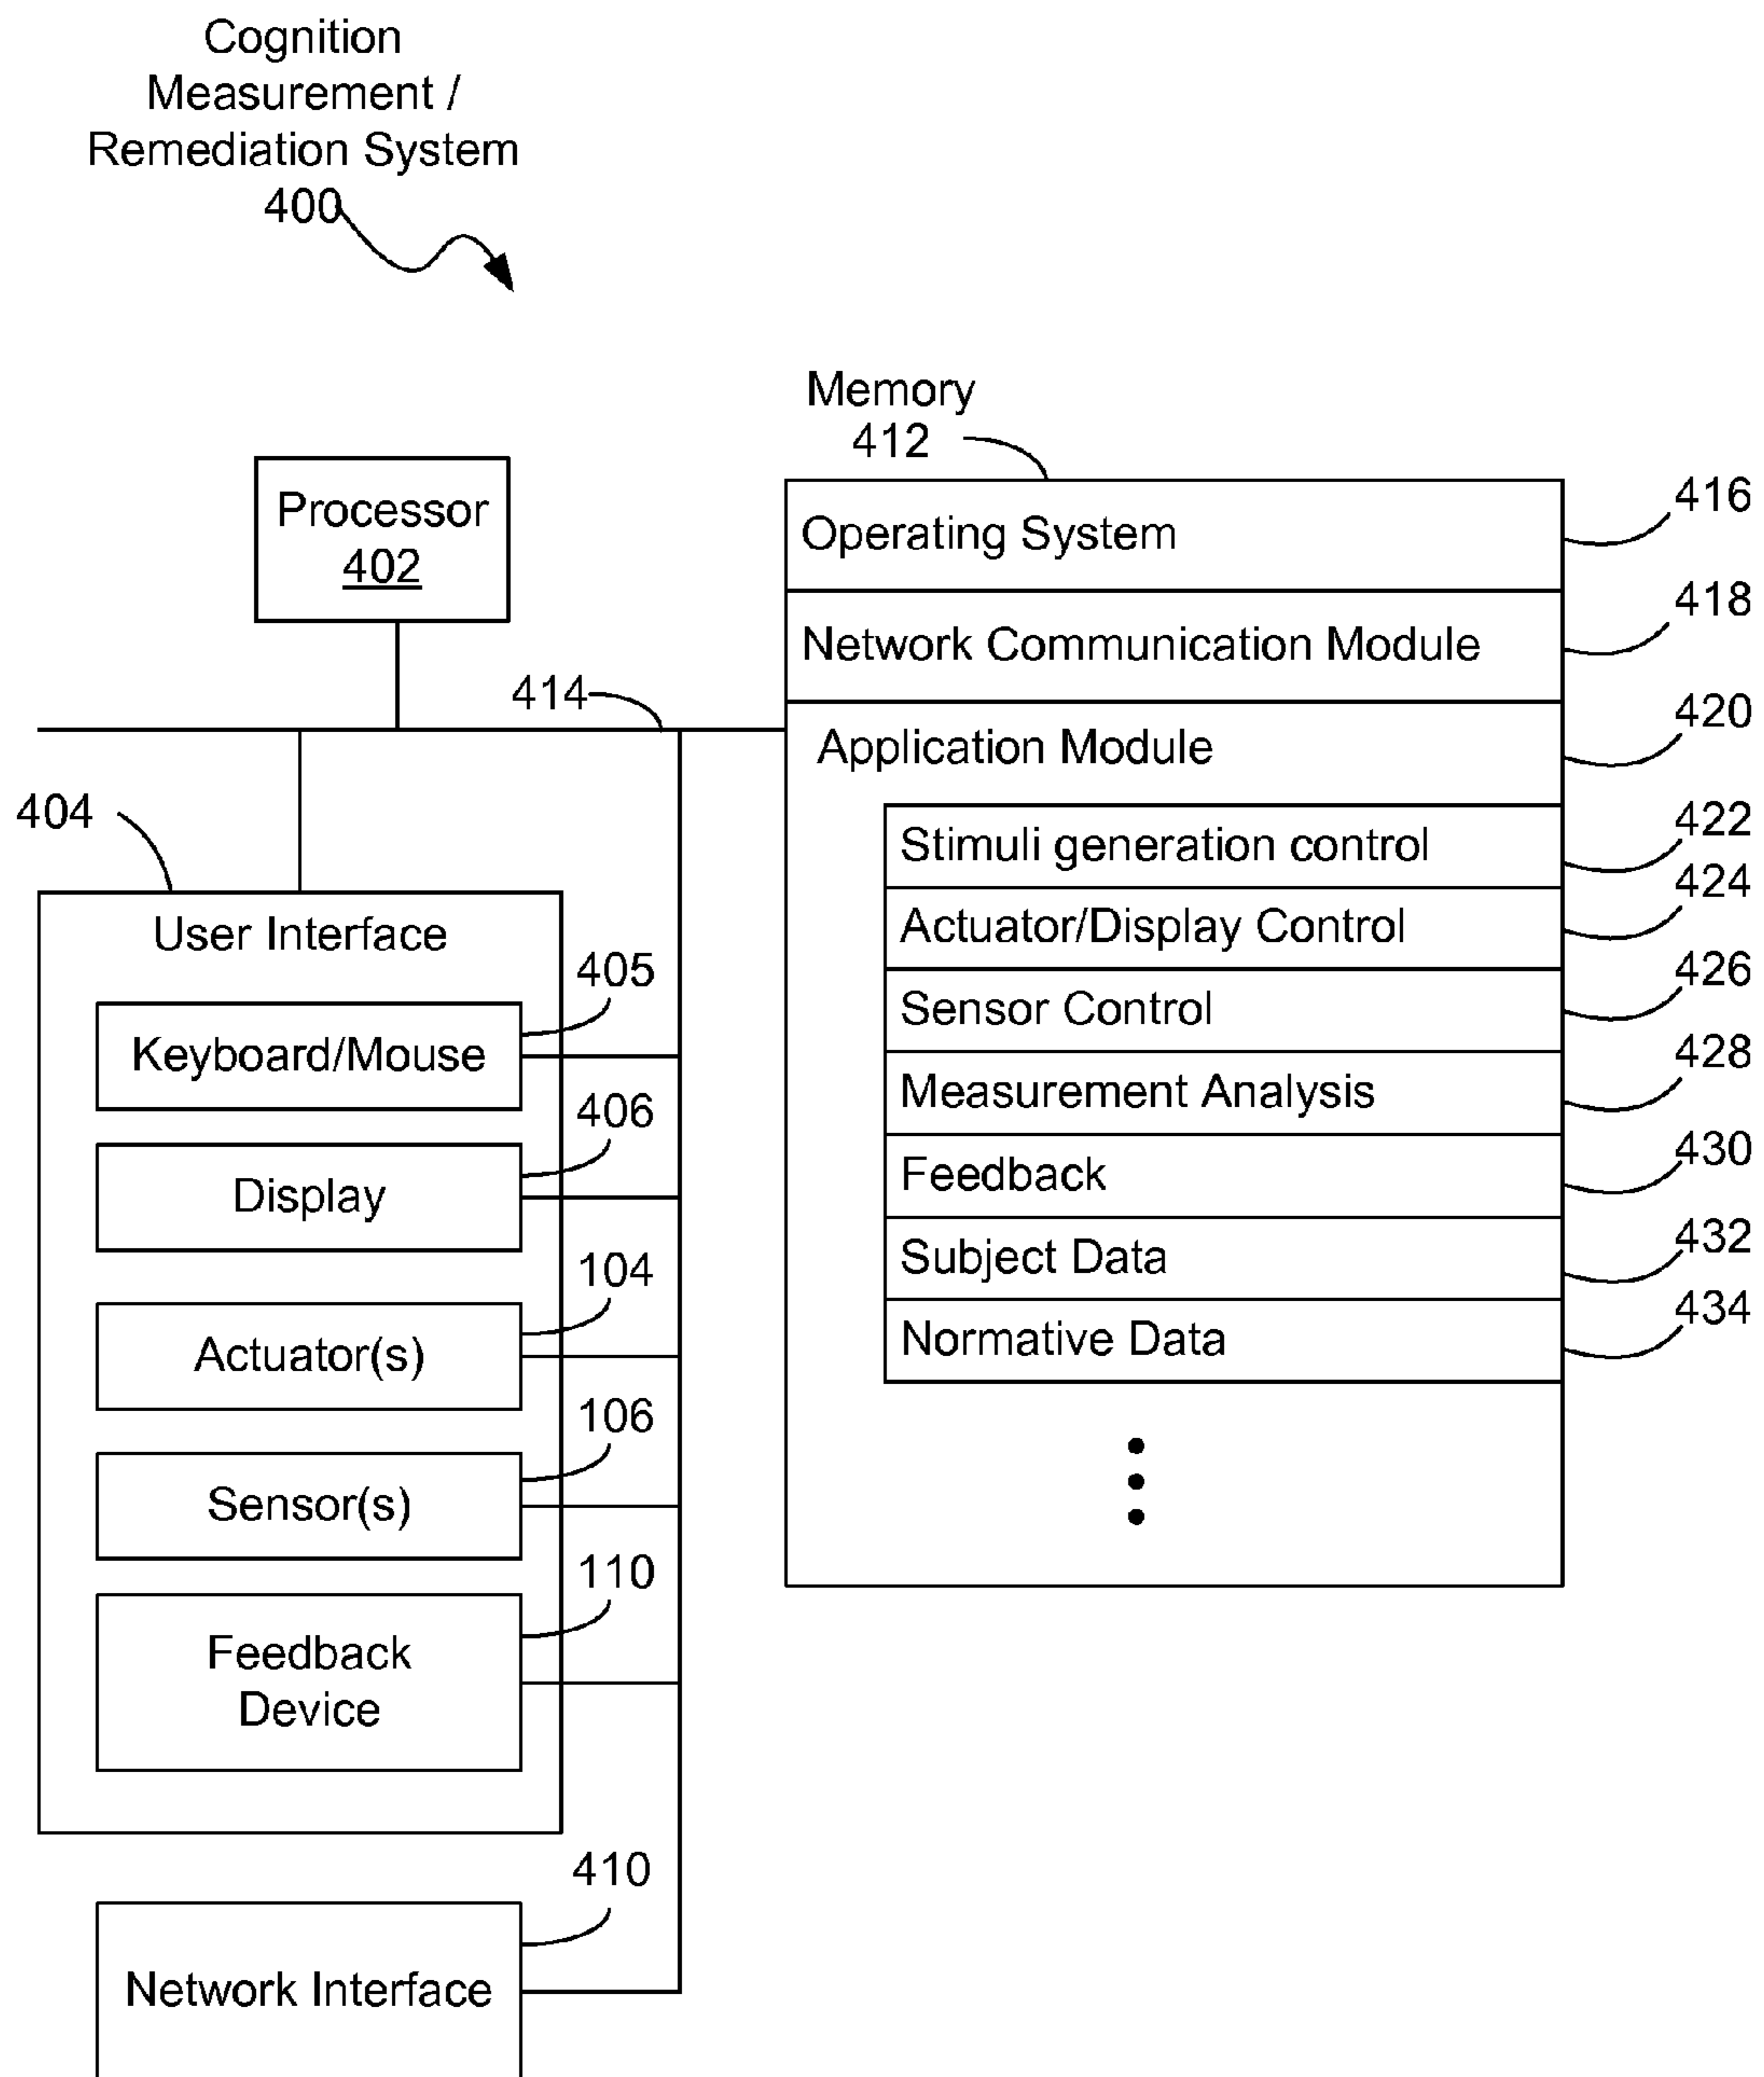 Cognition
Measurement /
Remediation System
400
Memory
412
Processor
402
414
Operating System
416
Network Communication Module
418
Application Module
420
Stimuli generation control
422
Actuator/Display Control
424
Sensor Control
426
Measurement Analysis
428
Feedback
430
Subject Data
432
Normative Data
434
404
User Interface
405
Keyboard/Mouse
406
Display
104
Actuator(s)
106
Sensor(s)
110
Feedback
Device
410
Network Interface